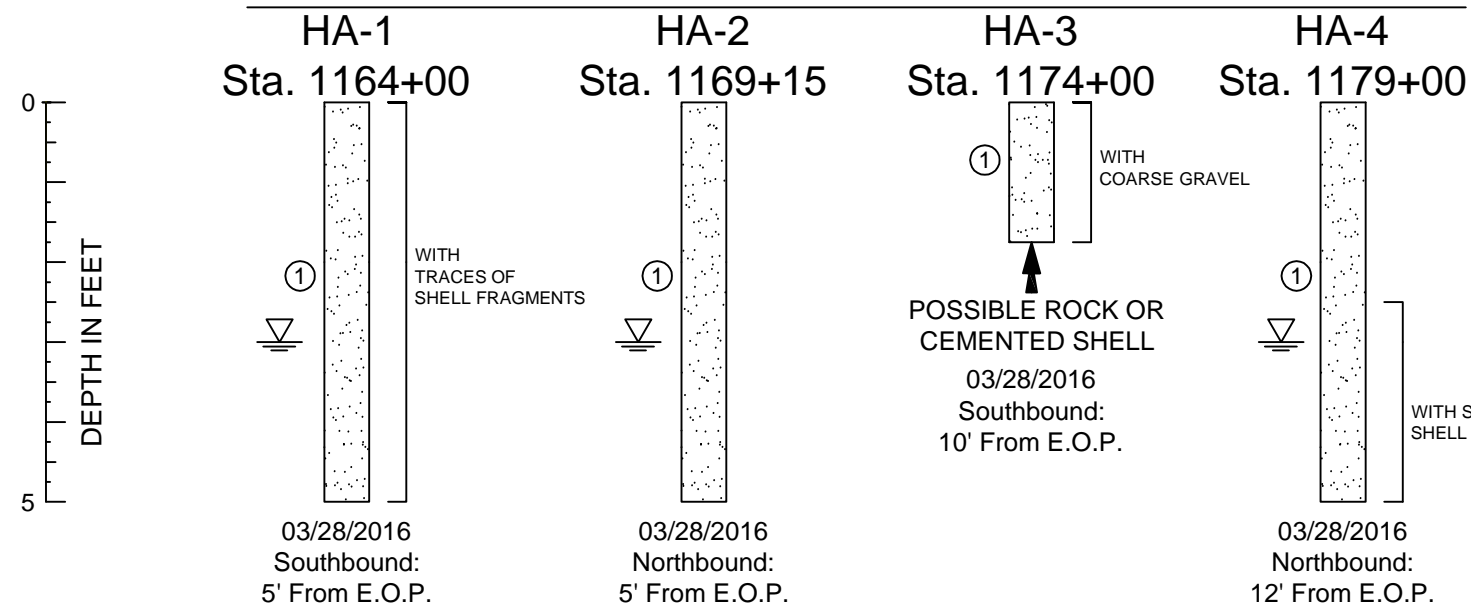 HA-1
Sta. 1164+00
HA-2
Sta. 1169+15
HA-3
Sta. 1174+00
HA-4
Sta. 1179+00
0
5
DEPTH IN FEET
1
WITH
TRACES OF
SHELL FRAGMENTS
03/28/2016
Southbound:
5' From E.O.P.
1
03/28/2016
Northbound:
5' From E.O.P.
1
WITH
COARSE GRAVEL
POSSIBLE ROCK OR
CEMENTED SHELL
03/28/2016
Southbound:
10' From E.O.P.
1
WITH
SHELL
03/28/2016
Northbound:
12' From E.O.P.